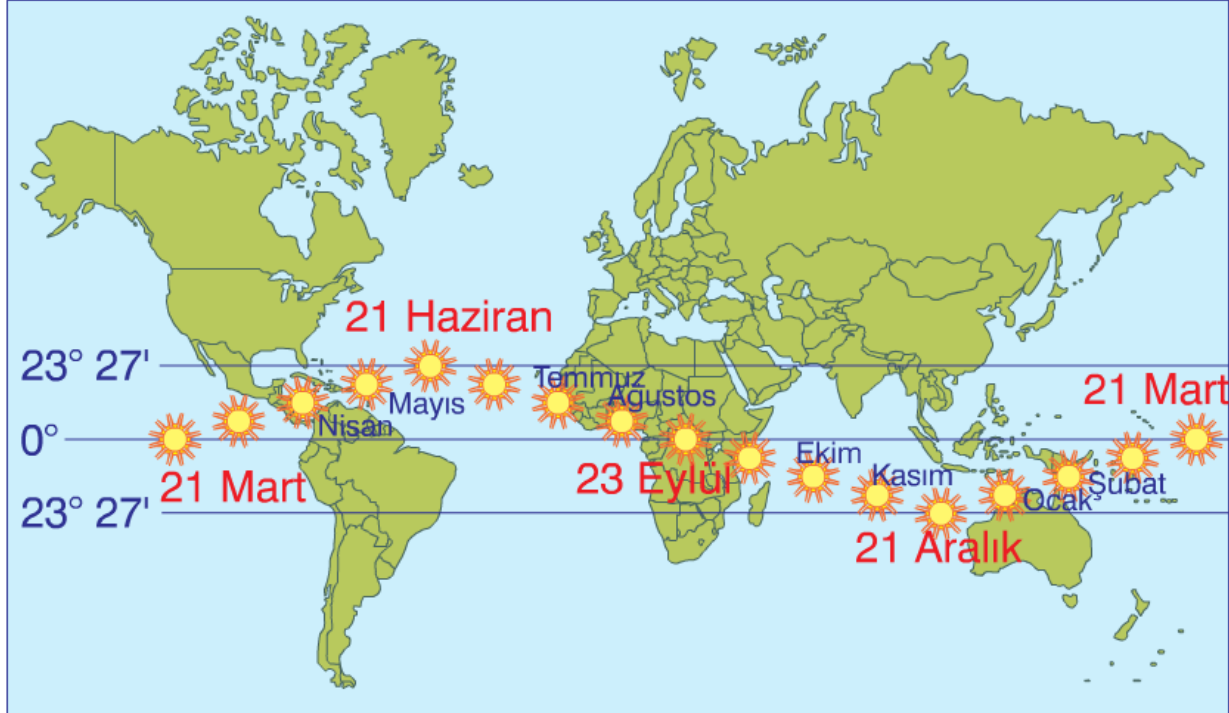 21 Haziran
23° 27'
Temmuz
Ağustos
Mayıs
Nisan
21 Mart
0°
21 Mart
23 Eylül
Ekim
Kasım
Şubat
Ocak
23° 27'
21 Aralık